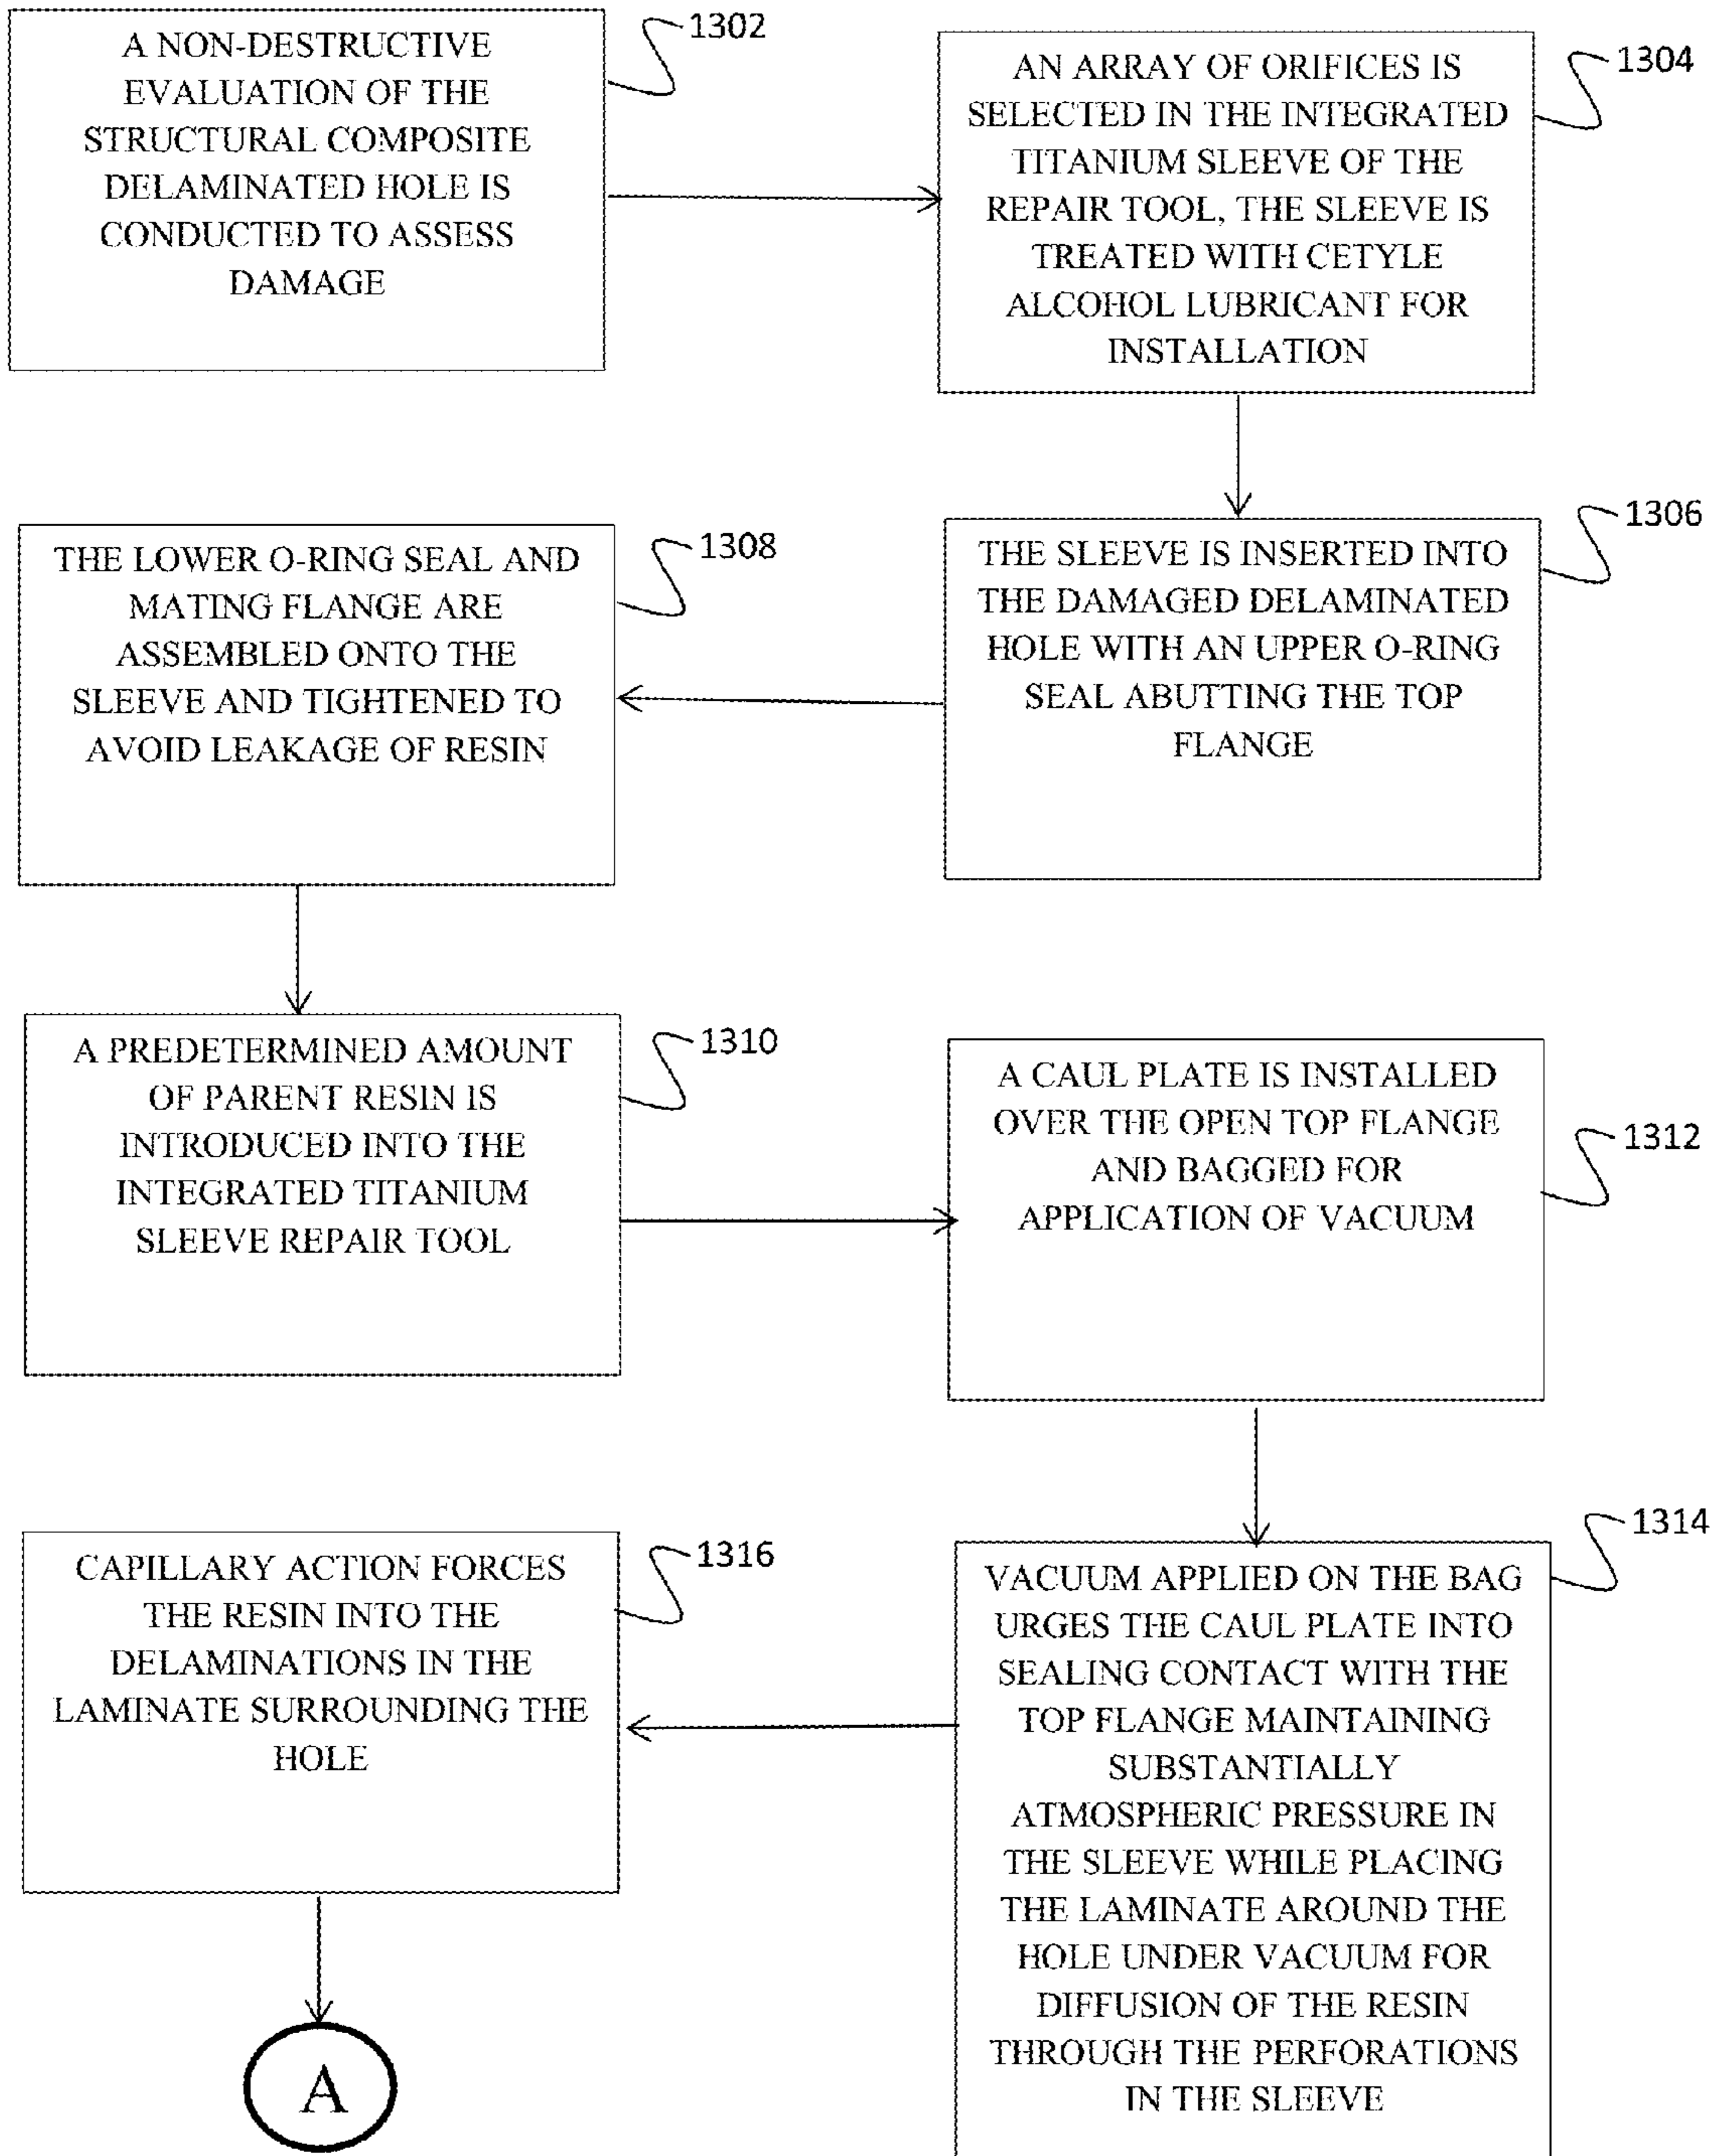 A NON-DESTRUCTIVE
EVALUATION OF THE
STRUCTURAL COMPOSITE
DELAMINATED HOLE IS
CONDUCTED TO ASSESS
DAMAGE
1302
AN ARRAY OF ORIFICES IS
SELECTED IN THE INTEGRATED
TITANIUM SLEEVE OF THE
REPAIR TOOL, THE SLEEVE IS
TREATED WITH CETYLE
ALCOHOL LUBRICANT FOR
INSTALLATION
1304
THE SLEEVE IS INSERTED INTO
THE DAMAGED DELAMINATED
HOLE WITH AN UPPER O-RING
SEAL ABUTTING THE TOP
FLANGE
1306
THE LOWER O-RING SEAL AND
MATING FLANGE ARE
ASSEMBLED ONTO THE
SLEEVE AND TIGHTENED TO
AVOID LEAKAGE OF RESIN
1308
A PREDETERMINED AMOUNT
OF PARENT RESIN IS
INTRODUCED INTO THE
INTEGRATED TITANIUM
SLEEVE REPAIR TOOL
1310
A CAUL PLATE IS INSTALLED
OVER THE OPEN TOP FLANGE
AND BAGGED FOR
APPLICATION OF VACUUM
1312
VACUUM APPLIED ON THE BAG
URGES THE CAUL PLATE INTO
SEALING CONTACT WITH THE
TOP FLANGE MAINTAINING
SUBSTANTIALLY
ATMOSPHERIC PRESSURE IN
THE SLEEVE WHILE PLACING
THE LAMINATE AROUND THE
HOLE UNDER VACUUM FOR
DIFFUSION OF THE RESIN
THROUGH THE PERFORATIONS
IN THE SLEEVE
1314
CAPILLARY ACTION FORCES
THE RESIN INTO THE
DELAMINATIONS IN THE
LAMINATE SURROUNDING THE
HOLE
1316
A